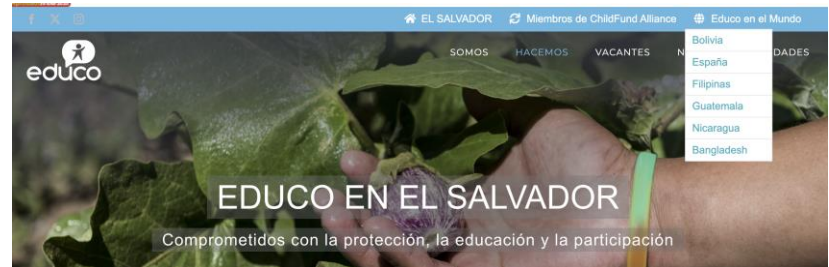 EL SALVADOR Miembros de ChildFund Alliance Educo en el Mundo
educo
SOMOS HACEMOS VACANTES N DADES
Bolivia
España
Filipinas
Guatemala
Nicaragua
Bangladesh
EDUCO EN EL SALVADOR
Comprometidos con la protección, la educación y la participación